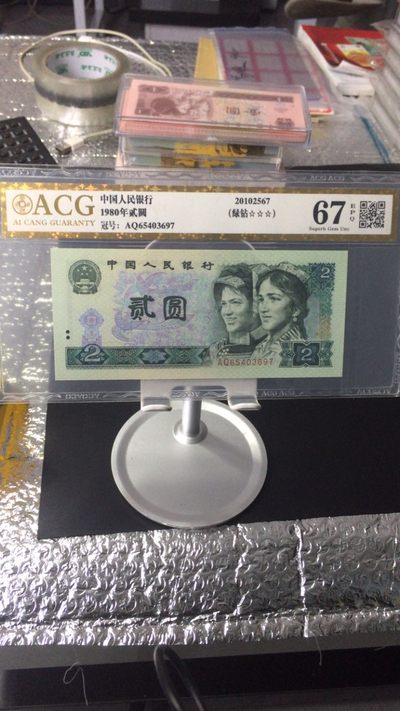 壹圆
ACG
AI CANG GUARANTY
中国人民银行
1980年贰圆
冠号: AQ65403697
20102567
(绿钻☆☆☆)
67 EPQ
Superb Gem Unc
中国人民银行
2
贰圆
AQ65403697
2
2